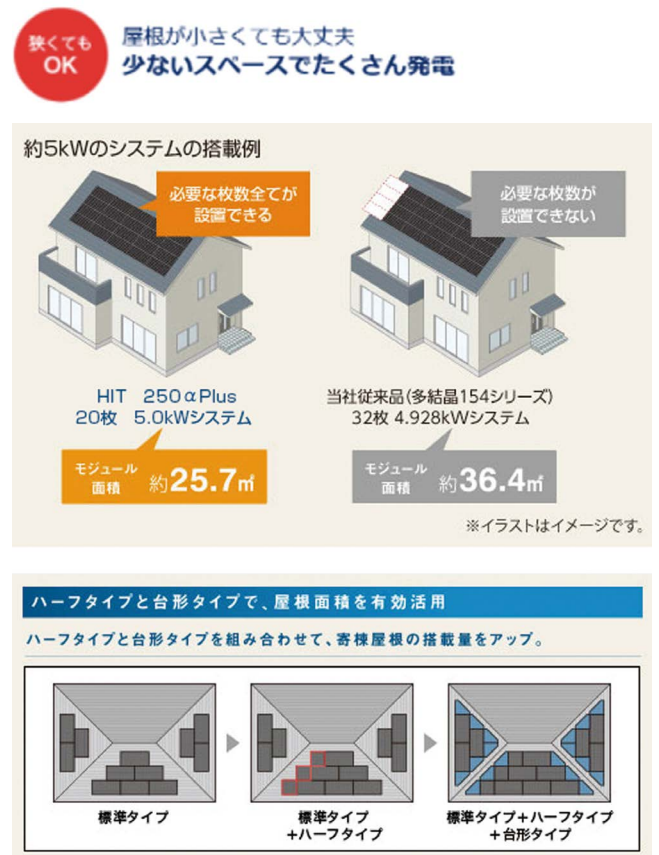 狭くても
OK
屋根が小さくても大丈夫
少ないスペースでたくさん発電
約5kWのシステムの搭載例
必要な枚数全てが
設置できる
必要な枚数が
設置できない
HIT 250αPlus
20枚 5.0kWシステム
当社従来品(多結晶154シリーズ)
32枚 4.928kWシステム
モジュール
面積 約25.7㎡
モジュール
面積 約36.4㎡
※イラストはイメージです。
ハーフタイプと台形タイプで、屋根面積を有効活用
ハーフタイプと台形タイプを組み合わせて、寄棟屋根の搭載量をアップ。
標準タイプ
標準タイプ
+ハーフタイプ
標準タイプ+ハーフタイプ
+台形タイプ